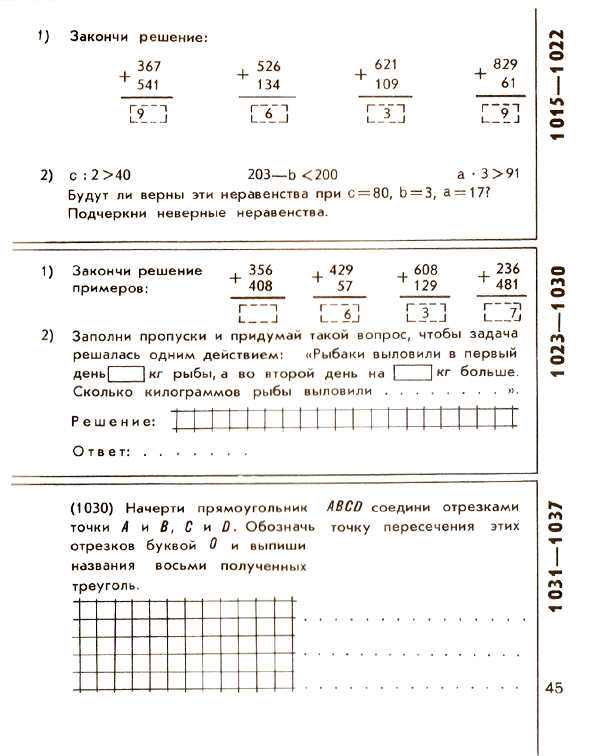 1) Закончи решение:
367 526 621 829
+ + + +
541 134 109 61
9 6 3 9
1015—1022
2) c : 2 > 40 203—b < 200 a · 3 > 91
Будут ли верны эти неравенства при c=80, b=3, a=17?
Подчеркни неверные неравенства.
1) Закончи решение
примеров:
356 429 608 236
+ + + +
408 57 129 481
6 3 7
1023—1030
2) Заполни пропуски и придумай такой вопрос, чтобы задача
решалась одним действием: «Рыбаки выловили в первый
день кг рыбы, а во второй день на кг больше.
Сколько килограммов рыбы выловили . . . . . . . . ».
Решение:
Ответ: . . . . . . .
(1030) Начерти прямоугольник ABCD соедини отрезками
точки A и B, C и D. Обозначь точку пересечения этих
отрезков буквой O и выпиши
названия восьми полученных
треуголь.
1031—1037
45